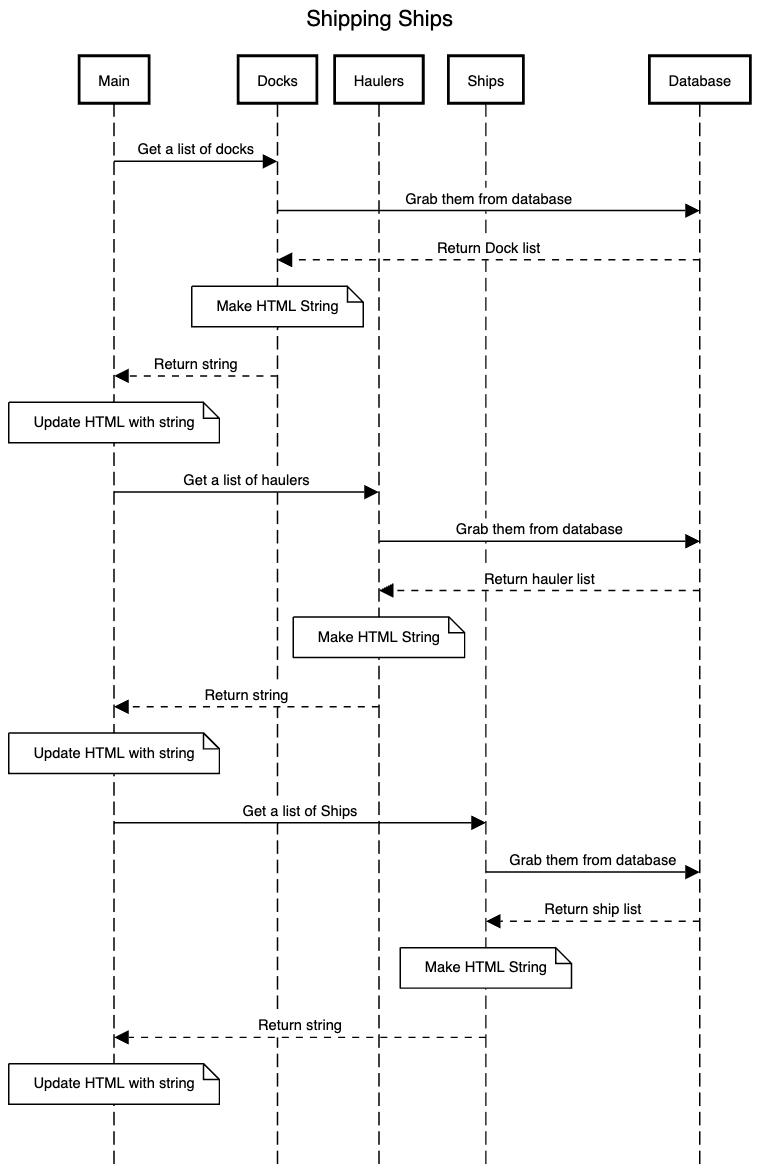 Shipping Ships
Main
Docks
Haulers
Ships
Database
Get a list of docks
Grab them from database
Return Dock list
Make HTML String
Return string
Update HTML with string
Get a list of haulers
Grab them from database
Return hauler list
Make HTML String
Return string
Update HTML with string
Get a list of Ships
Grab them from database
Return ship list
Make HTML String
Return string
Update HTML with string